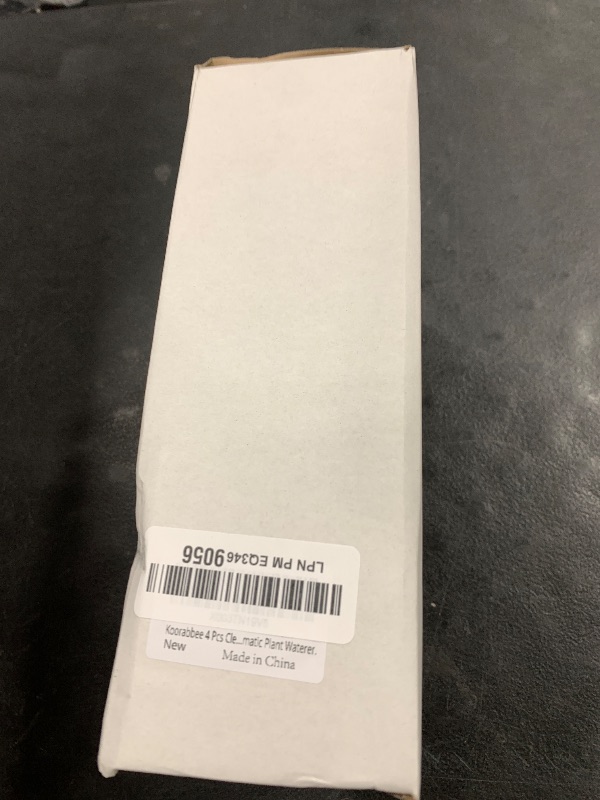 LPN PM EQ3469056
Koorabbee 4 Pcs Cle...matic Plant Waterer.
New
Made in China